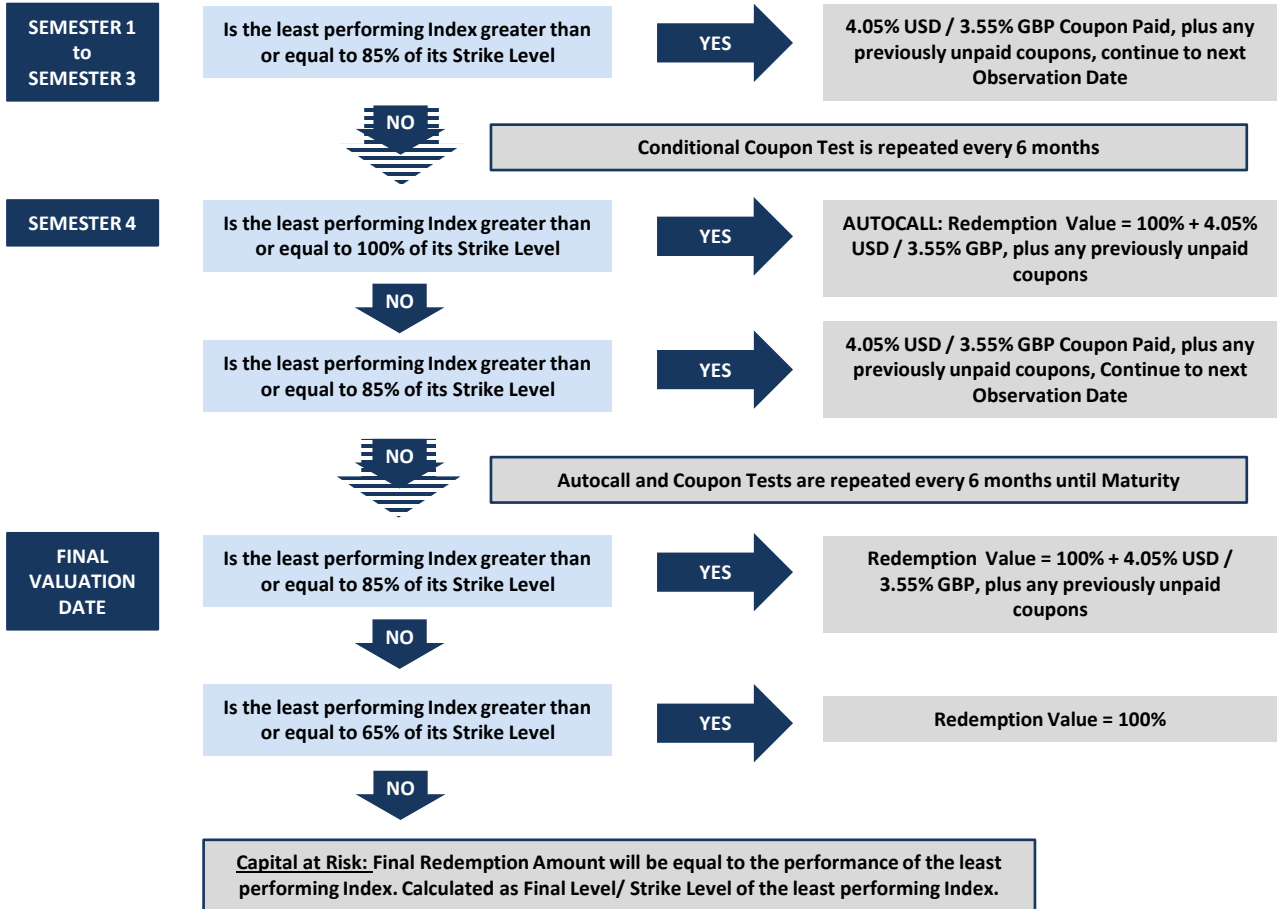 SEMESTER 1
to
SEMESTER 3
Is the least performing Index greater than
or equal to 85% of its Strike Level
YES
4.05% USD / 3.55% GBP Coupon Paid, plus any
previously unpaid coupons, continue to next
Observation Date
NO
Conditional Coupon Test is repeated every 6 months
SEMESTER 4
Is the least performing Index greater than
or equal to 100% of its Strike Level
YES
AUTOCALL: Redemption Value = 100% + 4.05%
USD / 3.55% GBP, plus any previously unpaid
coupons
NO
Is the least performing Index greater than
or equal to 85% of its Strike Level
YES
4.05% USD / 3.55% GBP Coupon Paid, plus any
previously unpaid coupons, Continue to next
Observation Date
NO
Autocall and Coupon Tests are repeated every 6 months until Maturity
FINAL
VALUATION
DATE
Is the least performing Index greater than
or equal to 85% of its Strike Level
YES
Redemption Value = 100% + 4.05% USD /
3.55% GBP, plus any previously unpaid
coupons
NO
Is the least performing Index greater than
or equal to 65% of its Strike Level
YES
Redemption Value = 100%
NO
Capital at Risk: Final Redemption Amount will be equal to the performance of the least
performing Index. Calculated as Final Level/ Strike Level of the least performing Index.